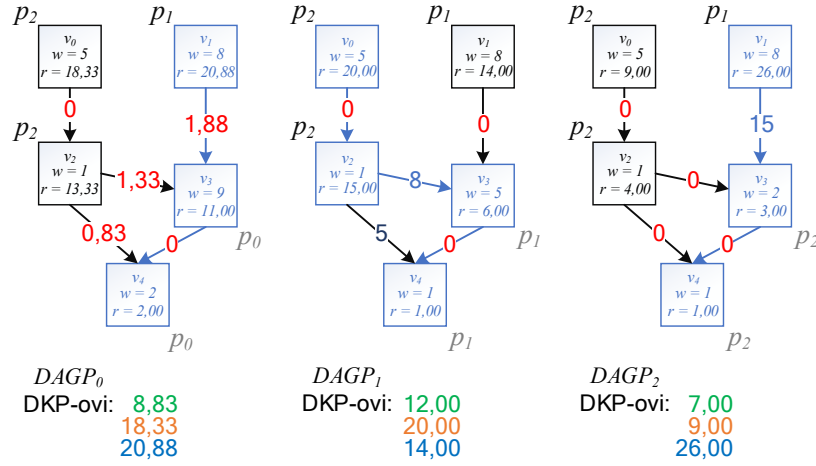 p2 p1
v0
w = 5
r = 18,33
v1
w = 8
r = 20,88
0
1,88
p2
v2
w = 1
r = 13,33
1,33
v3
w = 9
r = 11,00
0,83
0
p0
v4
w = 2
r = 2,00
p0
DAGP0
DKP-ovi: 8,83
18,33
20,88
p2 p1
v0
w = 5
r = 20,00
v1
w = 8
r = 14,00
0
0
p2
v2
w = 1
r = 15,00
8
v3
w = 5
r = 6,00
5
0
p1
v4
w = 1
r = 1,00
p1
DAGP1
DKP-ovi: 12,00
20,00
14,00
p2 p1
v0
w = 5
r = 9,00
v1
w = 8
r = 26,00
0
15
p2
v2
w = 1
r = 4,00
0
v3
w = 2
r = 3,00
0
0
p2
v4
w = 1
r = 1,00
p2
DAGP2
DKP-ovi: 7,00
9,00
26,00